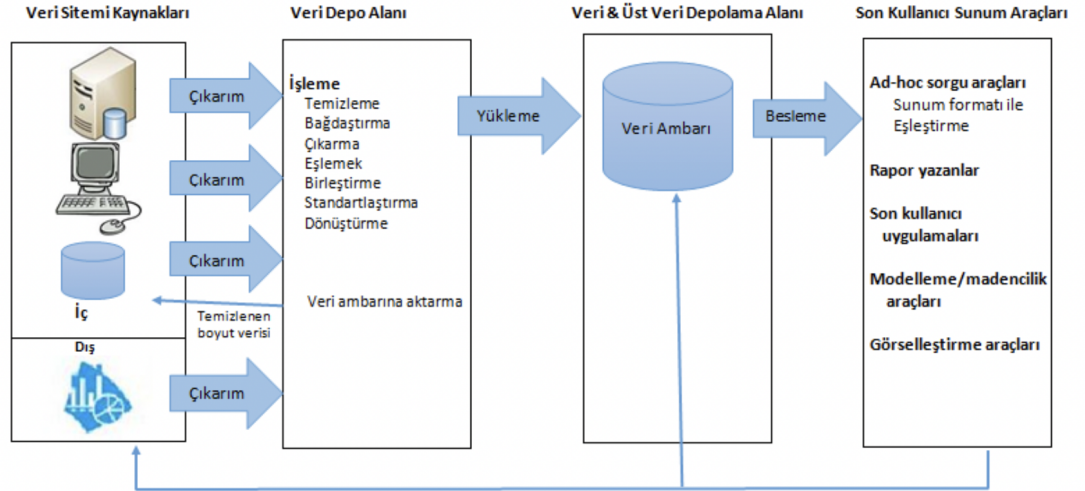 Veri Sitemi Kaynakları
Veri Depo Alanı
Veri & Üst Veri Depolama Alanı
Son Kullanıcı Sunum Araçları
Çıkarım
Çıkarım
Çıkarım
İç
Temizlenen
boyut verisi
Dış
Çıkarım
İşleme
Temizleme
Bağdaştırma
Çıkarma
Eşlemek
Birleştirme
Standartlaştırma
Dönüştürme
Veri ambarına aktarma
Yükleme
Veri Ambarı
Besleme
Ad-hoc sorgu araçları
Sunum formatı ile
Eşleştirme
Rapor yazanlar
Son kullanıcı
uygulamaları
Modelleme/madencilik
araçları
Görselleştirme araçları